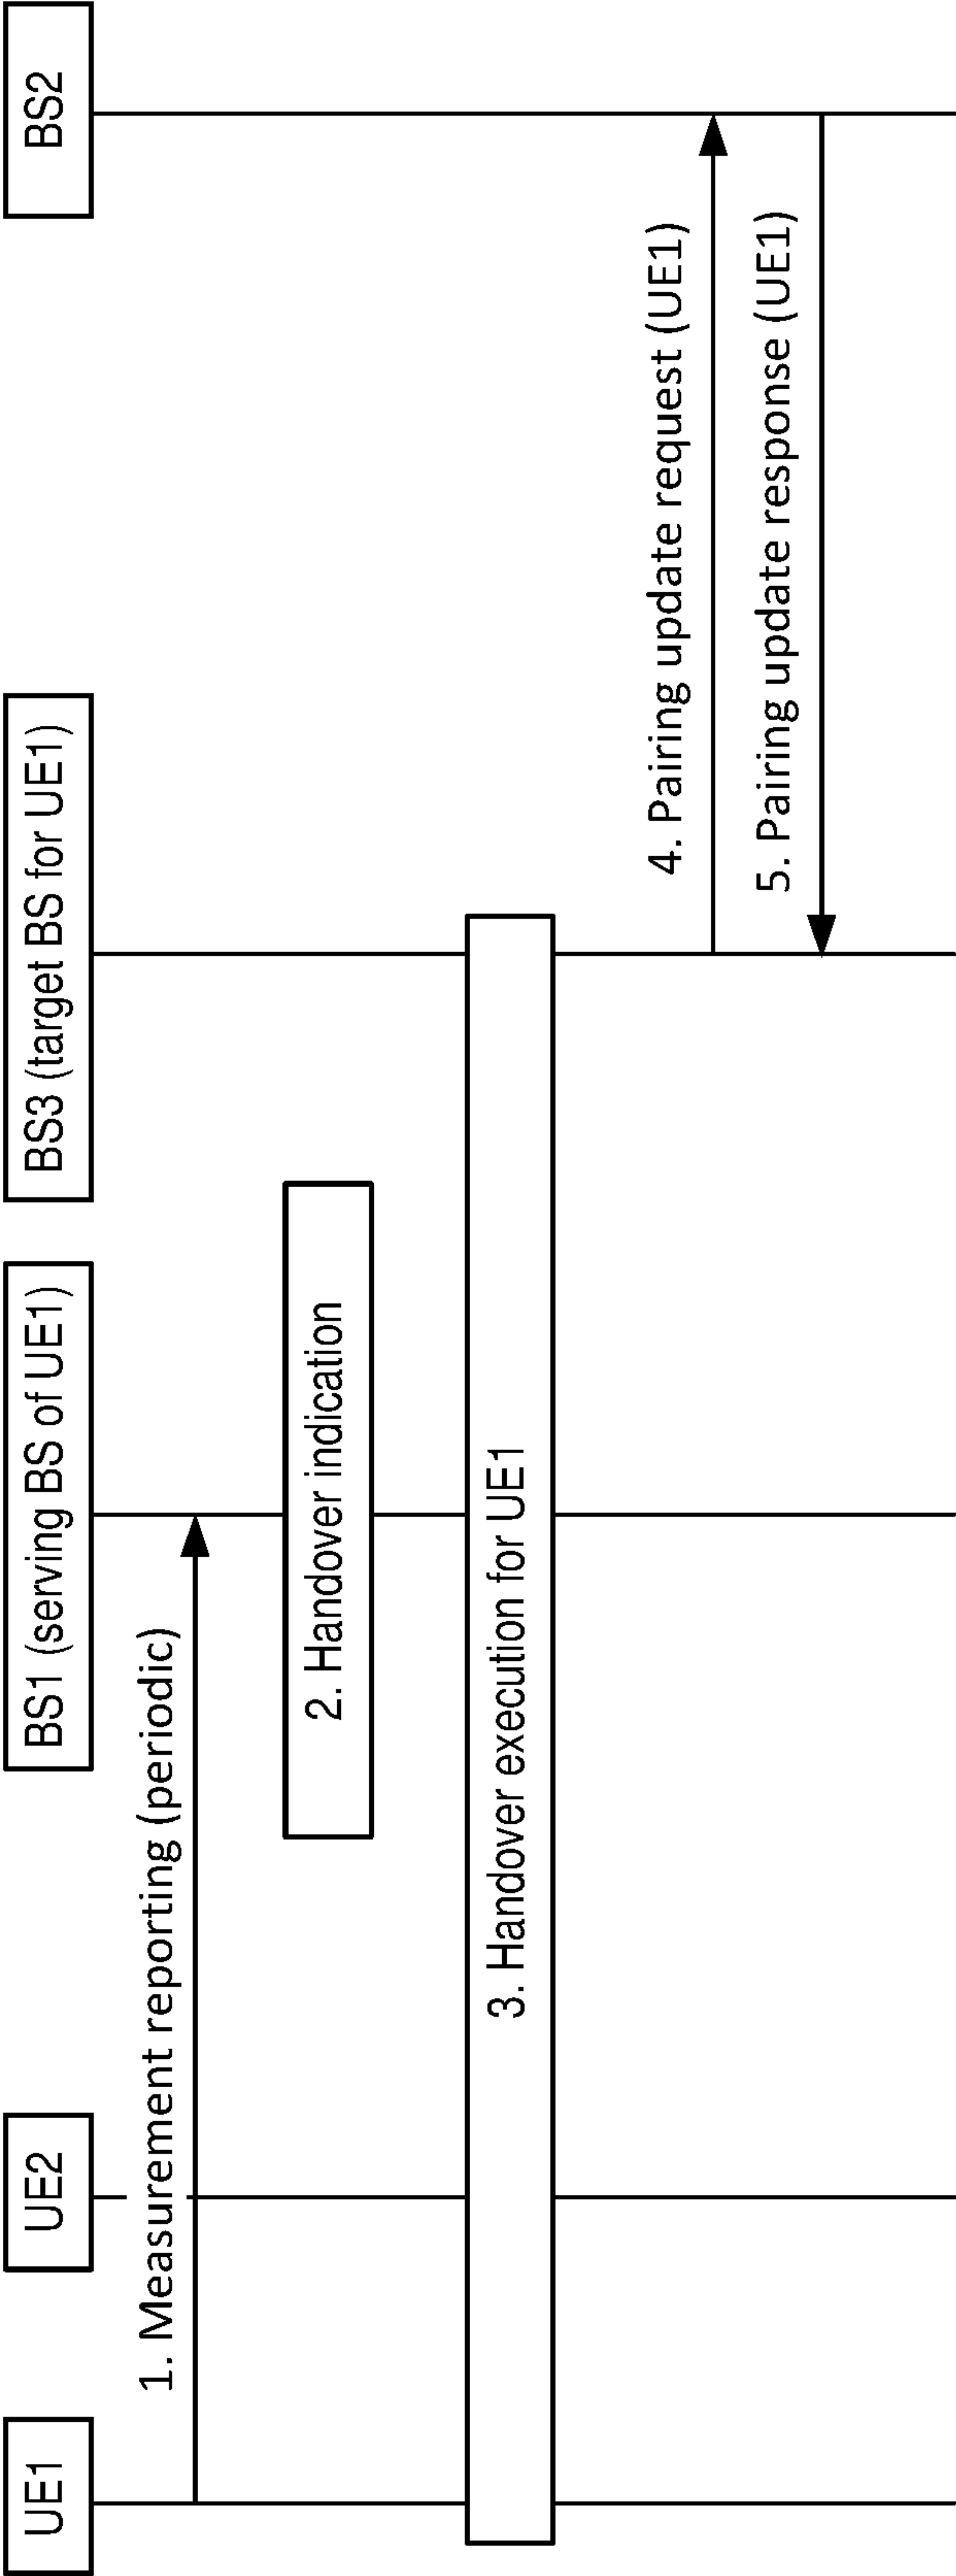 UE1
UE2
BS1 (serving BS of UE1)
BS3 (target BS for UE1)
BS2
1. Measurement reporting (periodic)
2. Handover indication
3. Handover execution for UE1
4. Pairing update request (UE1)
5. Pairing update response (UE1)